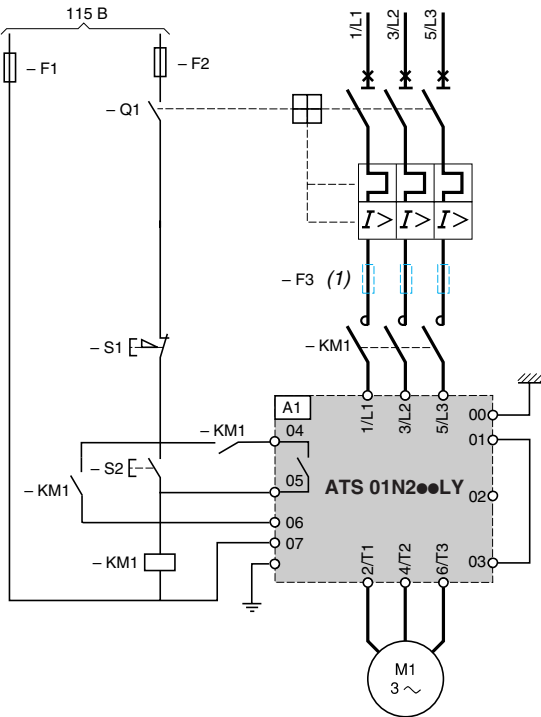 115 В
– F1
– F2
– Q1
1/L1
3/L2
5/L3
I>
I>
I>
– F3 (1)
– S1
– KM1
A1
1/L1
3/L2
5/L3
00
– KM1
04
01
– S2
05
ATS 01N2●●LY
02
– KM1
06
07
– KM1
03
2/T1
4/T2
6/T3
M1
3 ~